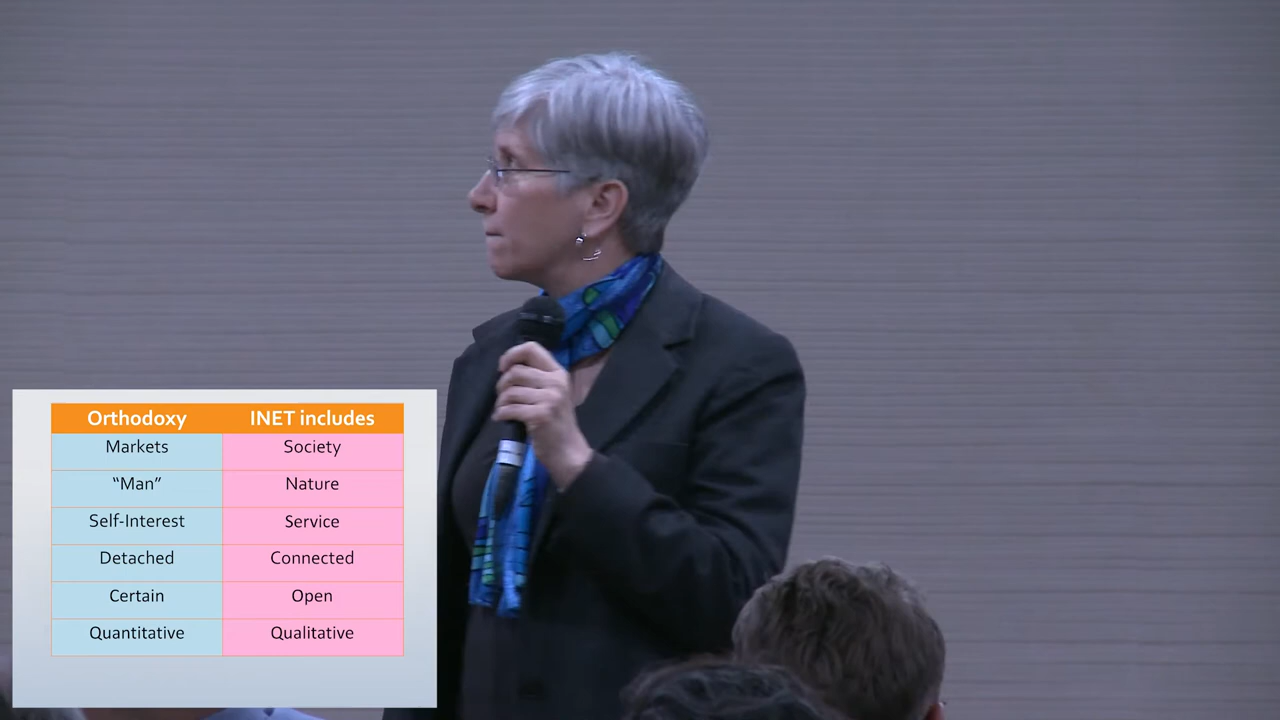 Orthodoxy INET includes
Markets Society
“Man” Nature
Self-Interest Service
Detached Connected
Certain Open
Quantitative Qualitative